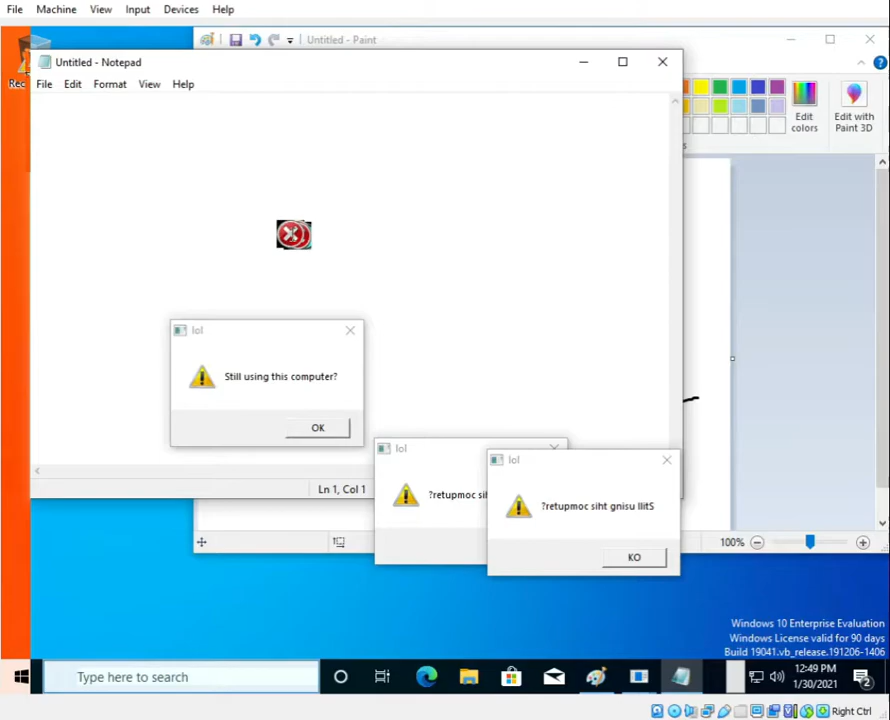 File Machine View Input Devices Help
Untitled - Paint
Rec
Untitled - Notepad
File Edit Format View Help
Edit colors
Edit with Paint 3D
lol
Still using this computer?
OK
lol
?retupmoc sih
lol
?retupmoc siht gnisu llitS
KO
Ln 1, Col 1
100%
Windows 10 Enterprise Evaluation
Windows License valid for 90 days
Build 19041.vb_release.191206-1406
Type here to search
12:49 PM
1/30/2021
2
Right Ctrl